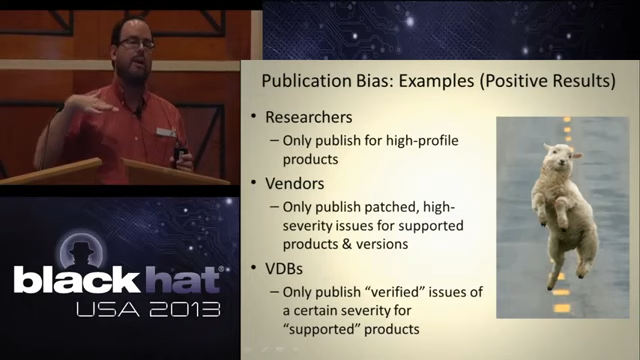 Publication Bias: Examples (Positive Results)
• Researchers
– Only publish for high-profile
products
• Vendors
– Only publish patched, high-
severity issues for supported
products & versions
• VDBs
– Only publish “verified” issues of
a certain severity for
“supported” products
black hat®
USA 2013